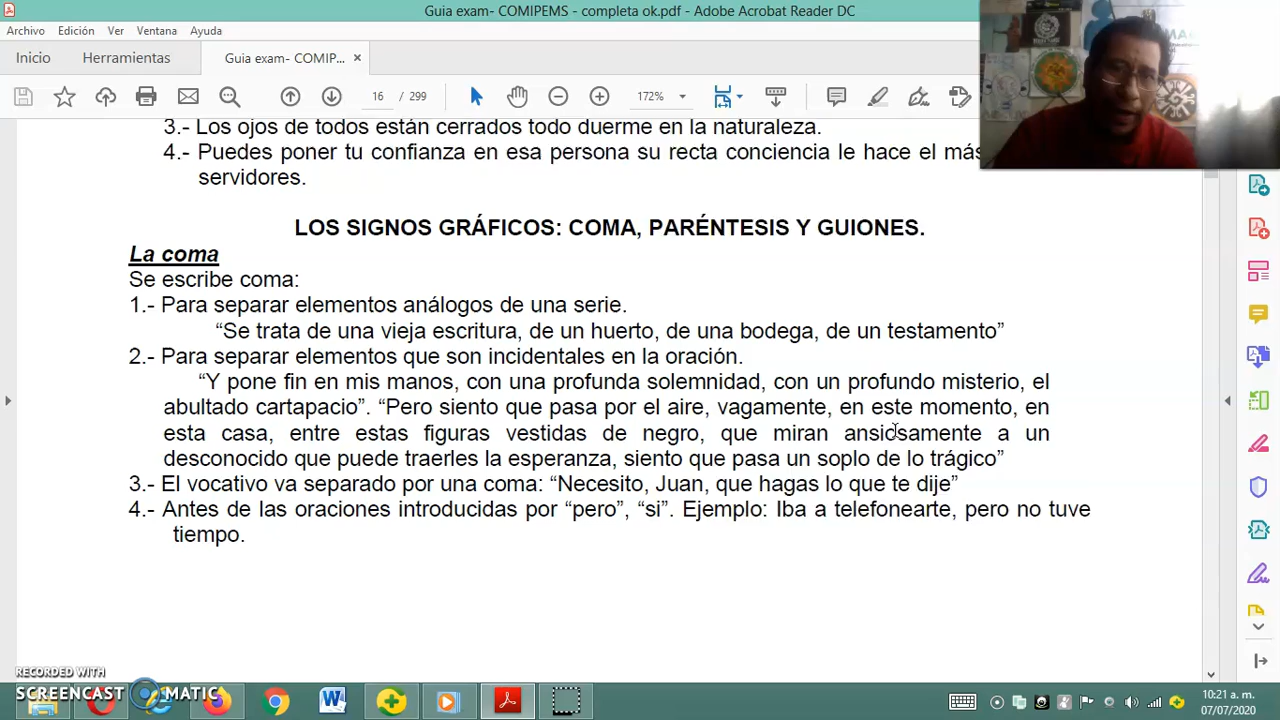 Guia exam- COMIPEMS - completa ok.pdf - Adobe Acrobat Reader DC
Archivo Edición Ver Ventana Ayuda
Inicio Herramientas Guia exam- COMIP... ×
16 / 299 172%
3.- Los ojos de todos están cerrados todo duerme en la naturaleza.
4.- Puedes poner tu confianza en esa persona su recta conciencia le hace el más
servidores.
LOS SIGNOS GRÁFICOS: COMA, PARÉNTESIS Y GUIONES.
La coma
Se escribe coma:
1.- Para separar elementos análogos de una serie.
“Se trata de una vieja escritura, de un huerto, de una bodega, de un testamento”
2.- Para separar elementos que son incidentales en la oración.
“Y pone fin en mis manos, con una profunda solemnidad, con un profundo misterio, el
abultado cartapacio”. “Pero siento que pasa por el aire, vagamente, en este momento, en
esta casa, entre estas figuras vestidas de negro, que miran ansiosamente a un
desconocido que puede traerles la esperanza, siento que pasa un soplo de lo trágico”
3.- El vocativo va separado por una coma: “Necesito, Juan, que hagas lo que te dije”
4.- Antes de las oraciones introducidas por “pero”, “si”. Ejemplo: Iba a telefonearte, pero no tuve
tiempo.
RECORDED WITH
SCREENCAST MATIC
10:21 a. m.
07/07/2020